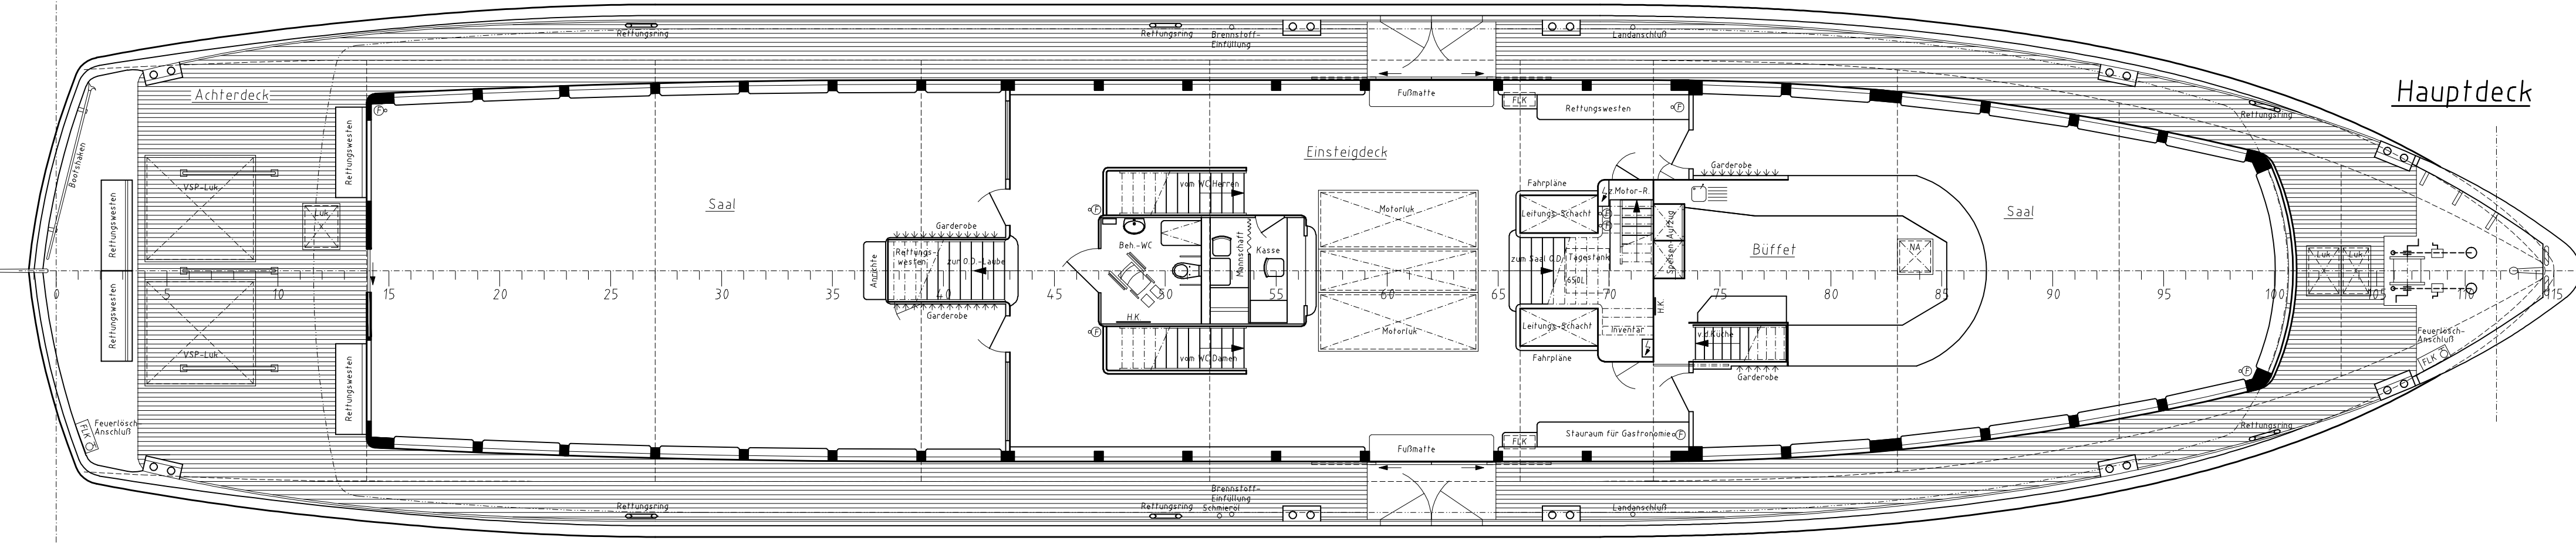 Hauptdeck
Rettungsring
Rettungsring
Brennstoff-
Einfüllung
Landanschluß
Achterdeck
Fußmatte
FLK
Rettungswesten
F
F
Rettungsring
Bootshaken
Rettungswesten
VSP-Luk
Luk
Rettungswesten
Saal
Einsteigdeck
vom WC Herren
F
Motorluk
Fahrpläne
Leitungs-Schacht
F
L.z.Motor-R.
Garderobe
Speisen-Aufzug
Saal
Garderobe
Anrichte
Rettungs-
westen
zur O.D.-Laube
Garderobe
Beh.-WC
Mannschaft
Kasse
H.K.
zum Saal O.D.
Tagestank
650L
Büffet
NA
Luk
Luk
0 5 10 15 20 25 30 35 40 45 50 55 60 65 70 75 80 85 90 95 100 105 110 115
Rettungswesten
VSP-Luk
Rettungswesten
F
vom WC Damen
Motorluk
Leitungs-Schacht
Fahrpläne
Inventar
H.K.
v.d.Küche
Garderobe
F
Feuerlösch-
Anschluß
FLK
Feuerlösch-
Anschluß
FLK
Fußmatte
FLK
Stauraum für Gastronomie
F
Rettungsring
Rettungsring
Rettungsring
Brennstoff-
Einfüllung
Schmieröl
Landanschluß